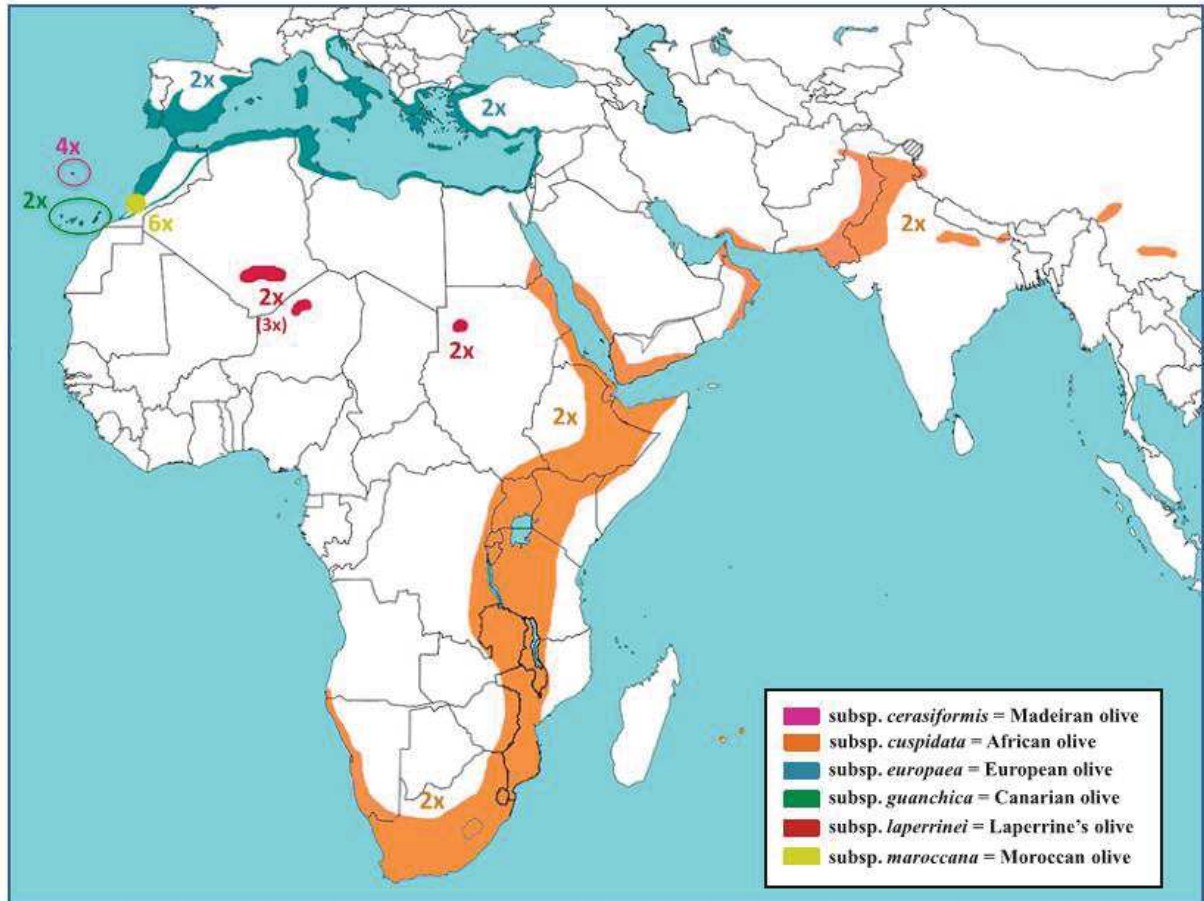 2x
2x
4x
2x
6x
2x
2x
(3x)
2x
2x
2x
subsp. cerasiformis = Madeiran olive
subsp. cuspidata = African olive
subsp. europaea = European olive
subsp. guanchica = Canarian olive
subsp. laperrinei = Laperrine's olive
subsp. maroccana = Moroccan olive